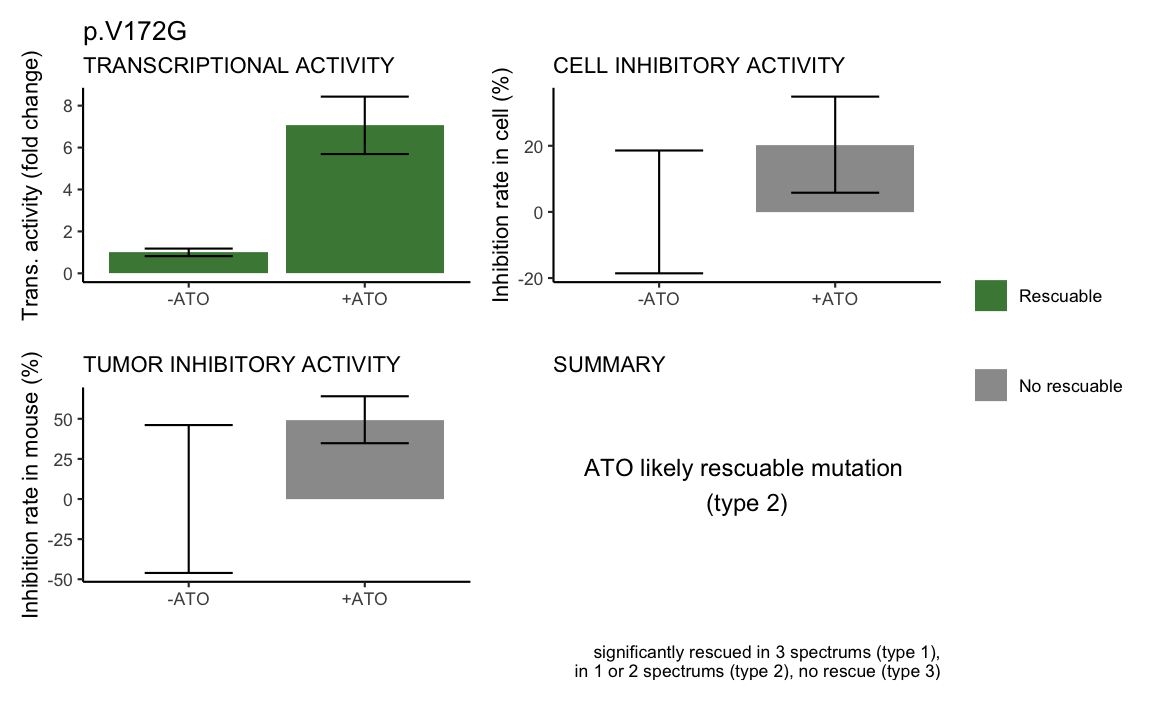 p.V172G
TRANSCRIPTIONAL ACTIVITY
Trans. activity (fold change)
8
6
4
2
0
-ATO
+ATO
CELL INHIBITORY ACTIVITY
Inhibition rate in cell (%)
20
0
-20
-ATO
+ATO
Rescuable
No rescuable
TUMOR INHIBITORY ACTIVITY
Inhibition rate in mouse (%)
50
25
0
-25
-50
-ATO
+ATO
SUMMARY
ATO likely rescuable mutation
(type 2)
significantly rescued in 3 spectrums (type 1),
in 1 or 2 spectrums (type 2), no rescue (type 3)